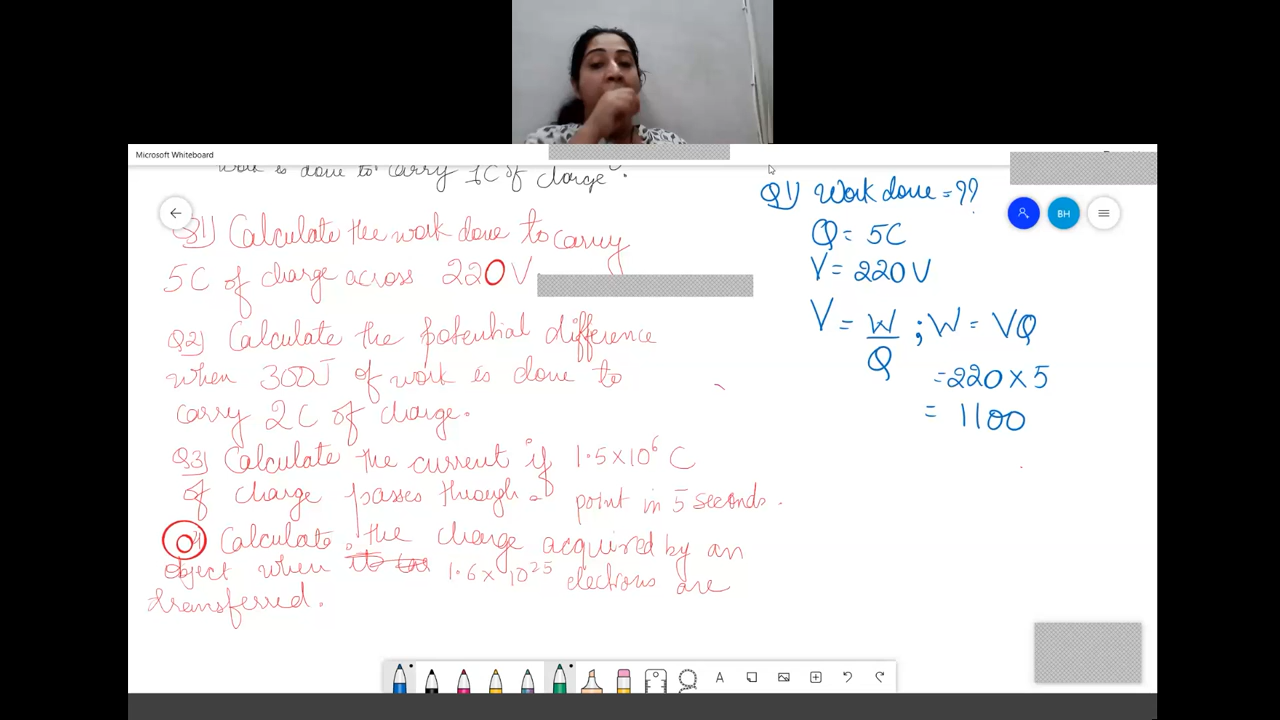 Microsoft Whiteboard
work is done to carry 1C of charge.
Q1) Calculate the work done to carry
5C of charge across 220V.
Q2) Calculate the potential difference
when 300J of work is done to
carry 2C of charge.
Q3) Calculate the current if 1.5×10⁶ C
of charge passes through a point in 5 seconds.
Calculate the charge acquired by an
object when 1.6×10²⁵ electrons are
transferred.
Q1) Work done = ??
Q = 5C
V = 220V
V = W/Q ; W = VQ
= 220 × 5
= 1100
BH
A